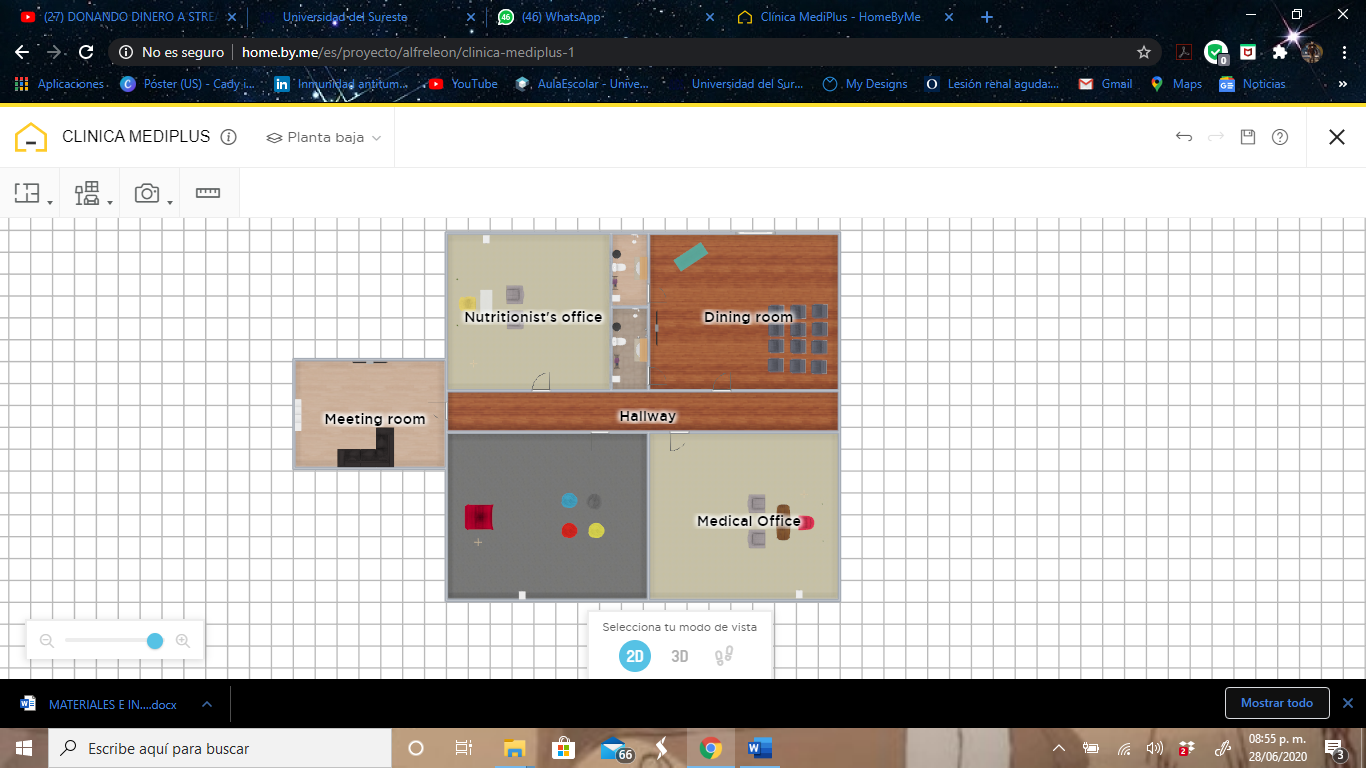 (27) DONANDO DINERO A STREA
Universidad del Sureste
(46) WhatsApp
Clínica MediPlus - HomeByMe
No es seguro
home.by.me/es/proyecto/alfreleon/clinica-mediplus-1
0
Aplicaciones
Póster (US) - Cady i...
Inmunidad antitum...
YouTube
AulaEscolar - Unive...
Universidad del Sur...
My Designs
Lesión renal aguda:...
Gmail
Maps
Noticias
CLINICA MEDIPLUS
Planta baja
Nutritionist's office
Dining room
Meeting room
Hallway
Medical Office
Selecciona tu modo de vista
2D
3D
MATERIALES E IN....docx
Mostrar todo
Escribe aquí para buscar
66
2
08:55 p. m.
28/06/2020
3